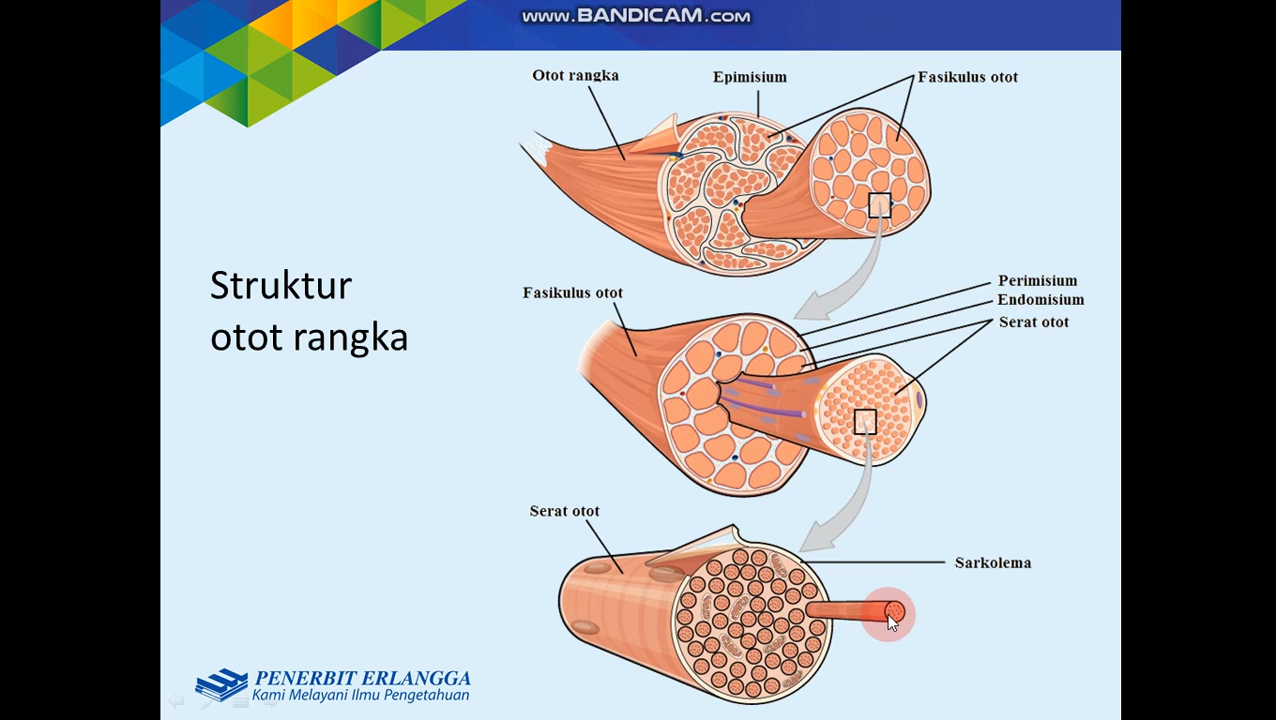 www.BANDICAM.com
Otot rangka
Epimisium
Fasikulus otot
Struktur
otot rangka
Fasikulus otot
Perimisium
Endomisium
Serat otot
Serat otot
Sarkolema
PENERBIT ERLANGGA
Kami Melayani Ilmu Pengetahuan